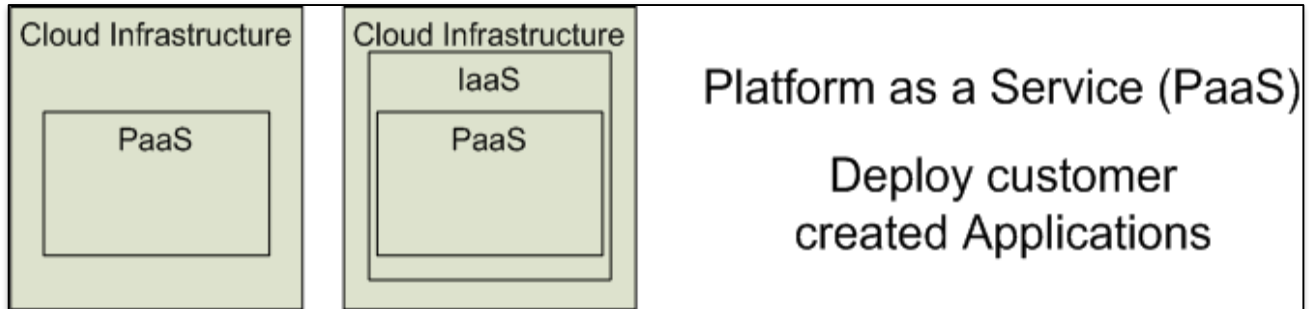 Cloud Infrastructure
PaaS
Cloud Infrastructure
IaaS
PaaS
Platform as a Service (PaaS)
Deploy customer
created Applications